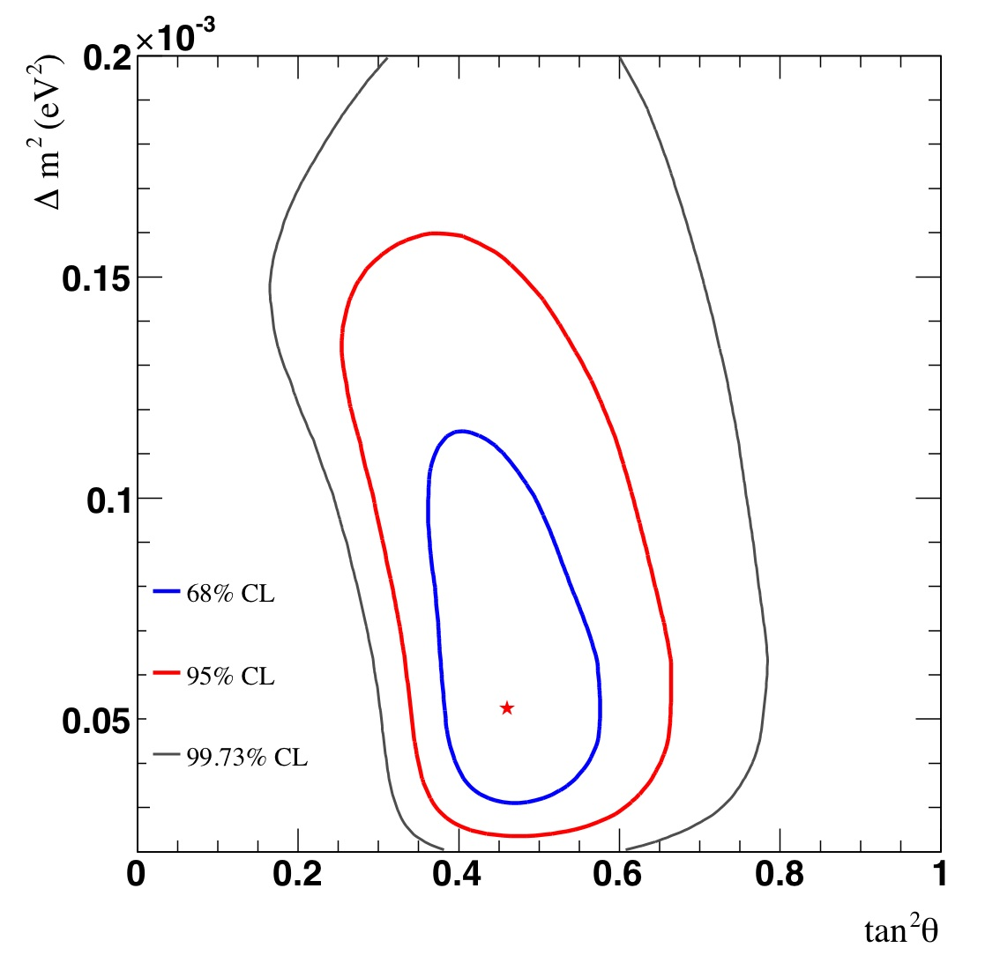 ×10⁻³
0.2
Δ m² (eV²)
0.15
0.1
68% CL
95% CL
0.05
99.73% CL
0 0.2 0.4 0.6 0.8 1
tan²θ